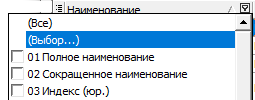 Наименование
(Все)
(Выбор...)
01 Полное наименование
02 Сокращенное наименование
03 Индекс (юр.)